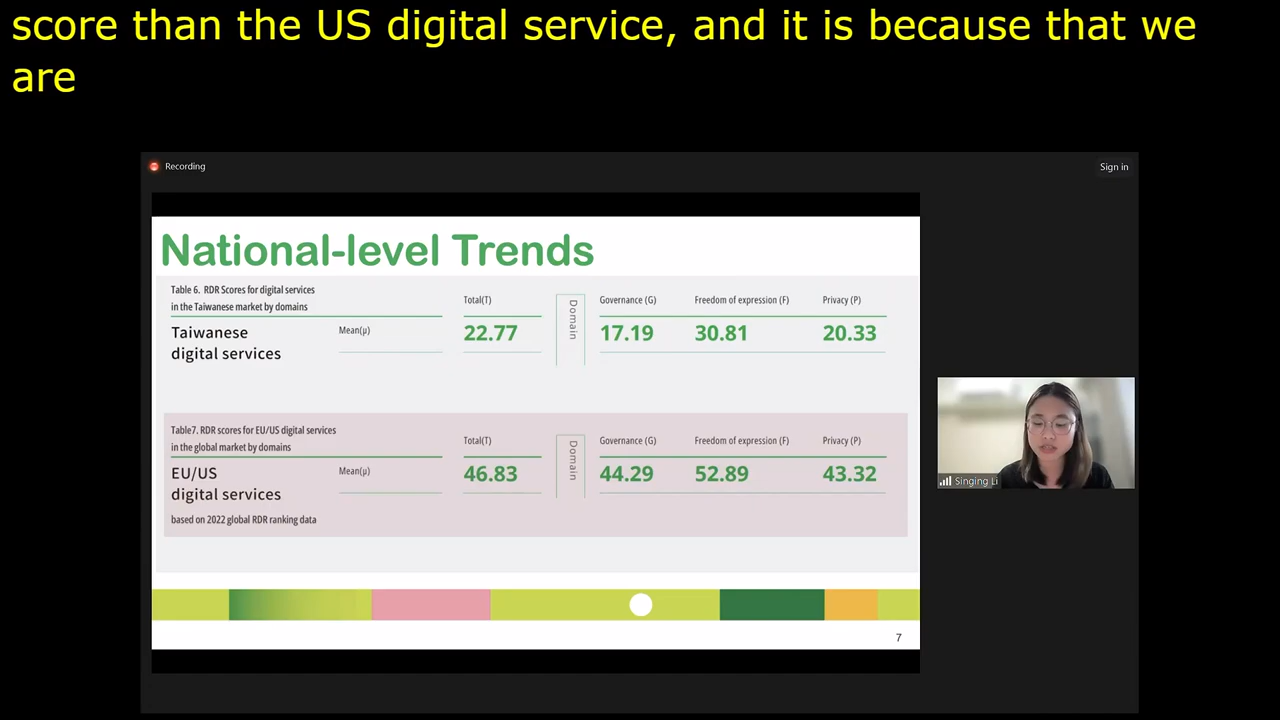 score than the US digital service, and it is because that we
are
Recording
Sign in
National-level Trends
Table 6. RDR Scores for digital services
in the Taiwanese market by domains
Total(T)
Domain
Governance (G)
Freedom of expression (F)
Privacy (P)
Taiwanese
digital services
Mean(μ)
22.77
17.19
30.81
20.33
Table7. RDR scores for EU/US digital services
in the global market by domains
Total(T)
Domain
Governance (G)
Freedom of expression (F)
Privacy (P)
EU/US
digital services
Mean(μ)
46.83
44.29
52.89
43.32
based on 2022 global RDR ranking data
7
Singing Li